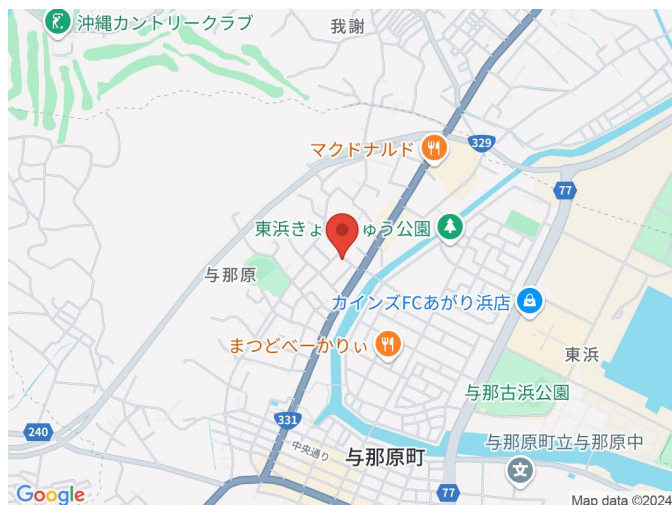 沖縄カントリークラブ
我謝
マクドナルド
329
77
東浜きょ
ゅう公園
与那原
カインズFCあがり浜店
まつどべーかりぃ
東浜
与那古浜公園
331
240
中央通り
与那原町
与那原町立与那原中
77
Google
Map data ©2024